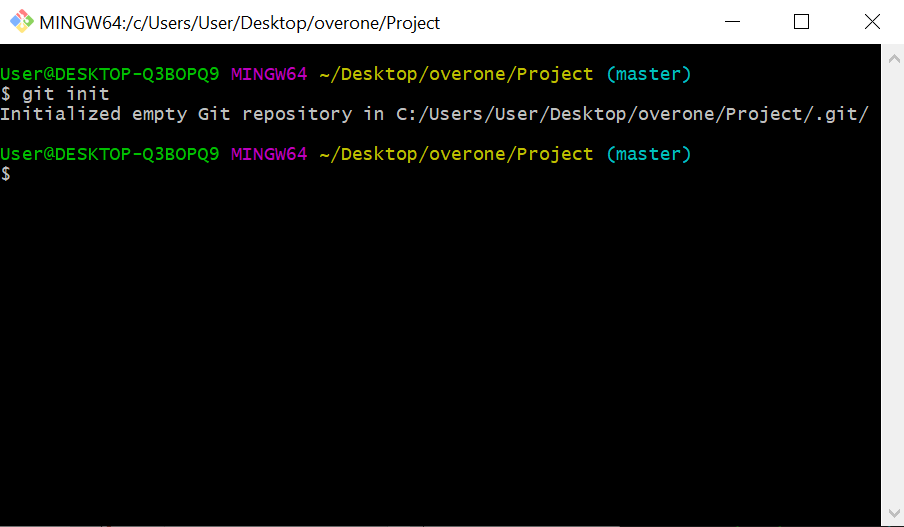 MINGW64:/c/Users/User/Desktop/overone/Project
User@DESKTOP-Q3BOPQ9 MINGW64 ~/Desktop/overone/Project (master)
$ git init
Initialized empty Git repository in C:/Users/User/Desktop/overone/Project/.git/
User@DESKTOP-Q3BOPQ9 MINGW64 ~/Desktop/overone/Project (master)
$